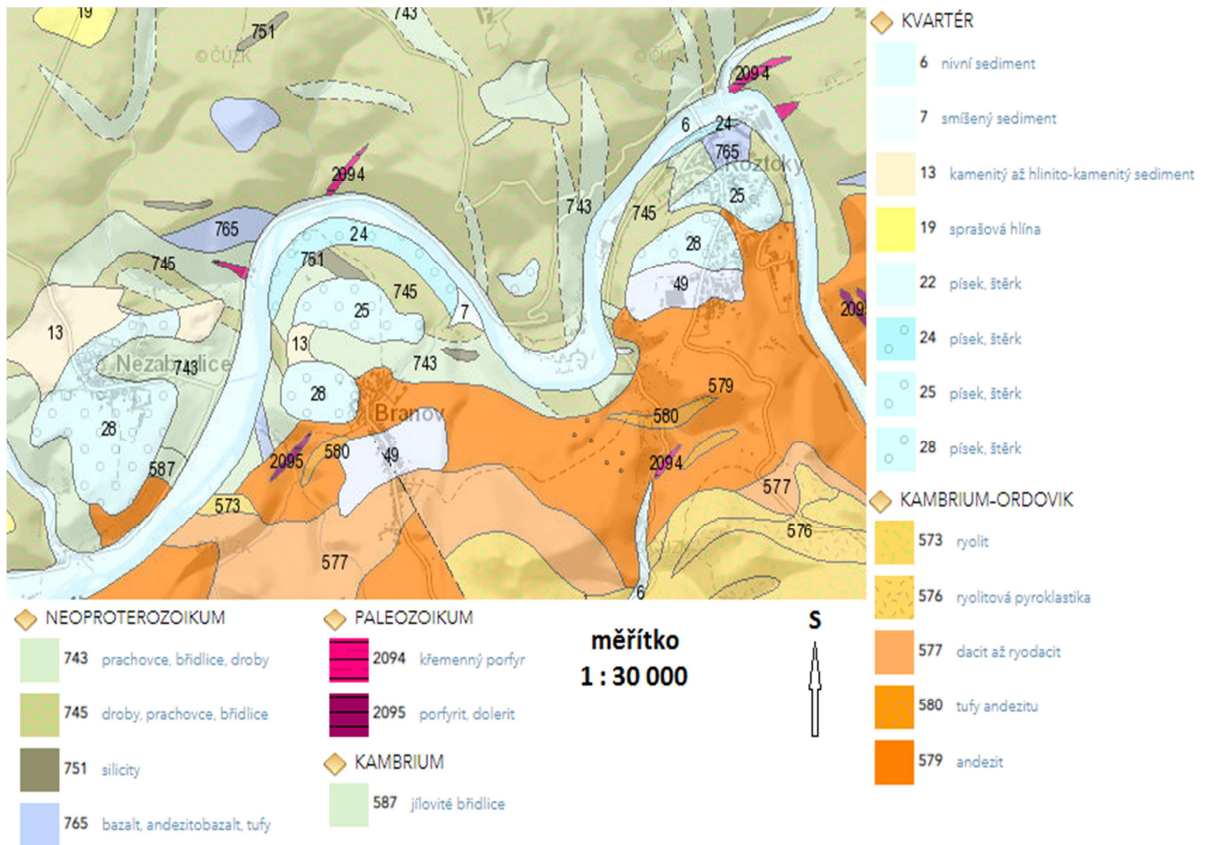 19
751
743
© ČÚZK
© ČÚZK
2094
6
24
765
Roztoky
2094
25
743
765
24
745
28
745
751
745
49
25
7
2095
13
13
743
Nezabudice
743
579
28
580
28
Branov
49
580
2094
587
2095
577
573
576
© ČÚZK
© ČÚZK
577
6
KVARTÉR
6 nivní sediment
7 smíšený sediment
13 kamenitý až hlinito-kamenitý sediment
19 sprašová hlína
22 písek, štěrk
24 písek, štěrk
25 písek, štěrk
28 písek, štěrk
KAMBRIUM-ORDOVIK
573 ryolit
576 ryolitová pyroklastika
577 dacit až ryodacit
580 tufy andezitu
579 andezit
NEOPROTEROZOIKUM
743 prachovce, břidlice, droby
745 droby, prachovce, břidlice
751 silicity
765 bazalt, andezitobazalt, tufy
PALEOZOIKUM
2094 křemenný porfyr
2095 porfyrit, dolerit
KAMBRIUM
587 jílovité břidlice
měřítko
1 : 30 000
S